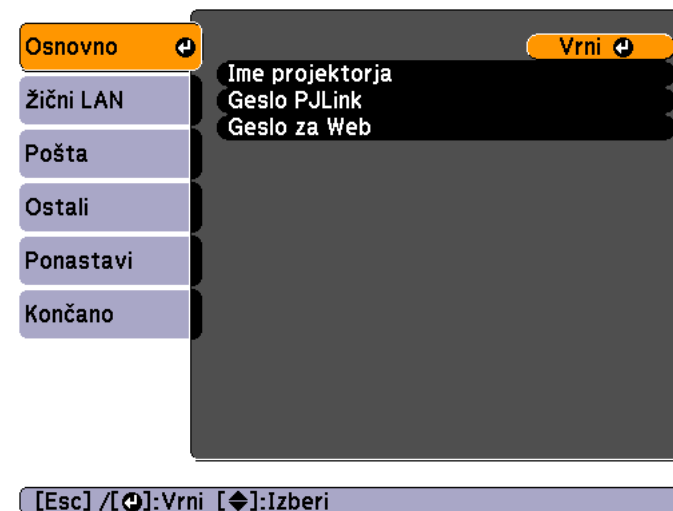 Osnovno
Žični LAN
Pošta
Ostali
Ponastavi
Končano
Vrni
Ime projektorja
Geslo PJLink
Geslo za Web
[Esc] /[⏎]:Vrni [◆]:Izberi